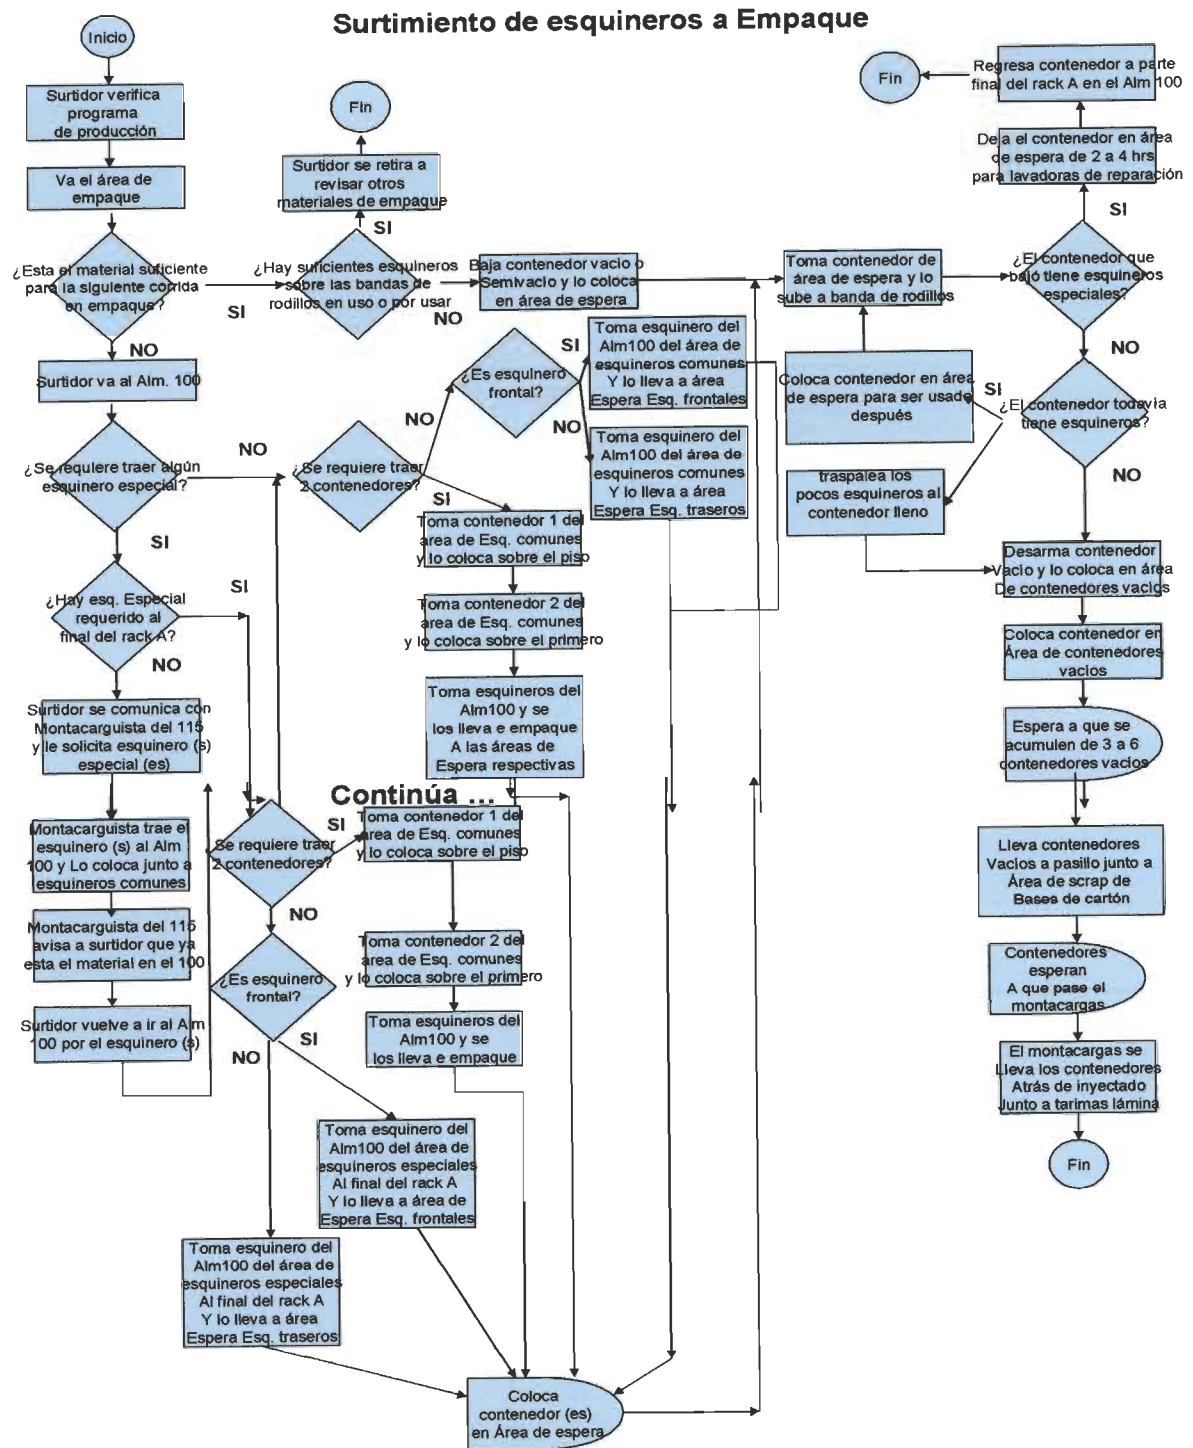 Surtimiento de esquineros a Empaque
Inicio
Surtidor verifica
programa
de producción
Va el área de
empaque
¿Esta el material suficiente
para la siguiente corrida
en empaque?
SI
NO
Fin
Surtidor se retira a
revisar otros
materiales de empaque
SI
¿Hay suficientes esquineros
sobre las bandas de
rodillos en uso o por usar
NO
Baja contenedor vacio o
Semivacio y lo coloca
en área de espera
Toma contenedor de
área de espera y lo
sube a banda de rodillos
Fin
Regresa contenedor a parte
final del rack A en el Alm 100
Deja el contenedor en área
de espera de 2 a 4 hrs
para lavadoras de reparación
SI
¿El contenedor que
bajó tiene esquineros
especiales?
NO
Surtidor va al Alm. 100
¿Se requiere traer algún
esquinero especial?
NO
SI
¿Se requiere traer
2 contenedores?
NO
SI
¿Es esquinero
frontal?
SI
NO
Toma esquinero del
Alm100 del área de
esquineros comunes
Y lo lleva a área
Espera Esq. frontales
Toma esquinero del
Alm100 del área de
esquineros comunes
Y lo lleva a área
Espera Esq. traseros
Coloca contenedor en área
de espera para ser usado
después
SI
¿El contenedor todavía
tiene esquineros?
NO
traspalea los
pocos esquineros al
contenedor lleno
Toma contenedor 1 del
área de Esq. comunes
y lo coloca sobre el piso
Toma contenedor 2 del
área de Esq. comunes
y lo coloca sobre el primero
Toma esquineros del
Alm100 y se
los lleva e empaque
A las áreas de
Espera respectivas
¿Hay esq. Especial
requerido al
final del rack A?
SI
NO
Surtidor se comunica con
Montacarguista del 115
y le solicita esquinero (s)
especial (es)
Montacarguista trae el
esquinero (s) al Alm
100 y Lo coloca junto a
esquineros comunes
Montacarguista del 115
avisa a surtidor que ya
esta el material en el 100
Surtidor vuelve a ir al Alm
100 por el esquinero (s)
Continúa ...
Se requiere traer
2 contenedores?
SI
NO
Toma contenedor 1 del
área de Esq. comunes
y lo coloca sobre el piso
Toma contenedor 2 del
área de Esq. comunes
y lo coloca sobre el primero
Toma esquineros del
Alm100 y se
los lleva e empaque
¿Es esquinero
frontal?
NO
SI
Toma esquinero del
Alm100 del área de
esquineros especiales
Al final del rack A
Y lo lleva a área de
Espera Esq. frontales
Toma esquinero del
Alm100 del área de
esquineros especiales
Al final del rack A
Y lo lleva a área
Espera Esq. traseros
Coloca
contenedor (es)
en Área de espera
Desarma contenedor
Vacio y lo coloca en área
De contenedores vacios
Coloca contenedor en
Área de contenedores
vacios
Espera a que se
acumulen de 3 a 6
contenedores vacios
Lleva contenedores
Vacios a pasillo junto a
Área de scrap de
Bases de cartón
Contenedores
esperan
A que pase el
montacargas
El montacargas se
Lleva los contenedores
Atrás de inyectado
Junto a tarimas lámina
Fin